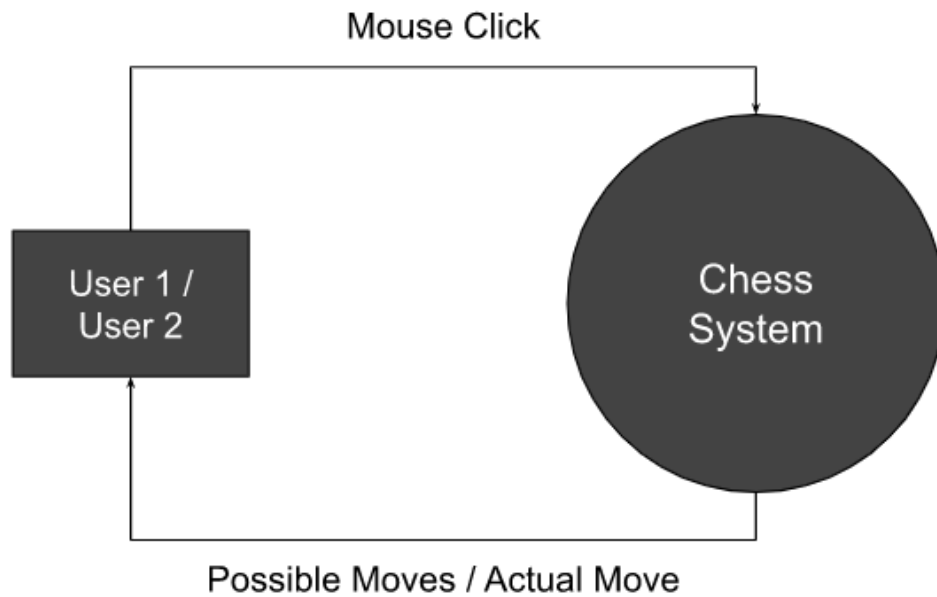 Mouse Click
User 1 /
User 2
Chess
System
Possible Moves / Actual Move